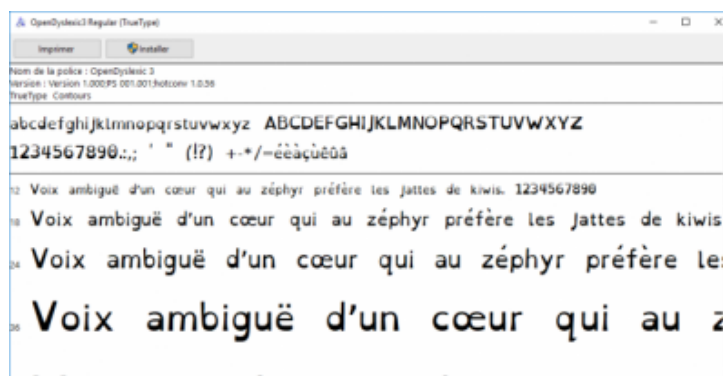 OpenDyslexic3 Regular (TrueType)
Imprimer Installer
Nom de la police : OpenDyslexic 3
Version : Version 1.000;PS 001.001;hotconv 1.0.56
TrueType Contours
abcdefghijklmnopqrstuvwxyz ABCDEFGHIJKLMNOPQRSTUVWXYZ
1234567890.:,; ' " (!?) +-*/=éèàçùêûâ
12 Voix ambiguë d'un cœur qui au zéphyr préfère les jattes de kiwis. 1234567890
18 Voix ambiguë d'un cœur qui au zéphyr préfère les jattes de kiwis
24 Voix ambiguë d'un cœur qui au zéphyr préfère les
36 Voix ambiguë d'un cœur qui au z